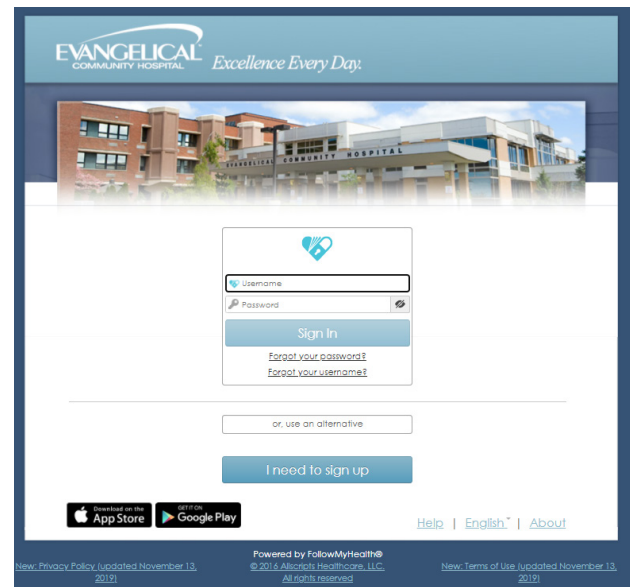 EVANGELICAL
COMMUNITY HOSPITAL
Excellence Every Day.
EVANGELICAL COMMUNITY HOSPITAL
Username
Password
Sign In
Forgot your password?
Forgot your username?
or, use an alternative
I need to sign up
Download on the
App Store
GET IT ON
Google Play
Help | English ˇ | About
Powered by FollowMyHealth®
New: Privacy Policy (updated November 13,
2019)
© 2016 Allscripts Healthcare, LLC.
All rights reserved
New: Terms of Use (updated November 13,
2019)